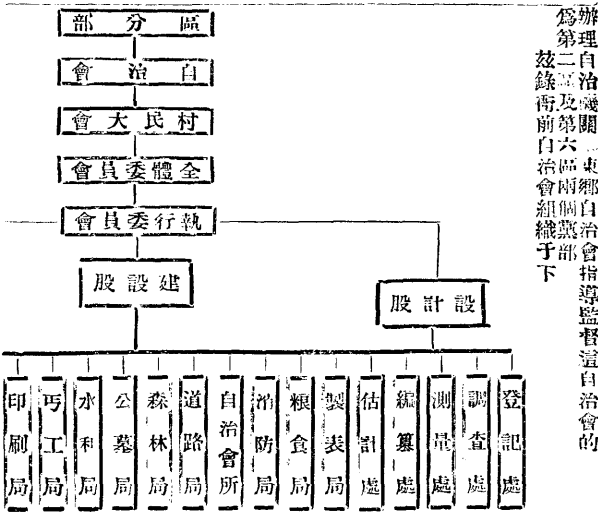 辦理自治機關﹐東鄉自治會指導監督這自治會的
爲第二區及第六區兩個黨部
茲錄衙前自治會組織于下
部分區
會治自
會大民村
會員委體全
會員委行執
股設建
股計設
登記處
調查處
測量處
編纂處
估計處
製表局
粮食局
消防局
自治會所
道路局
森林局
公墓局
水利局
丐工局
印刷局